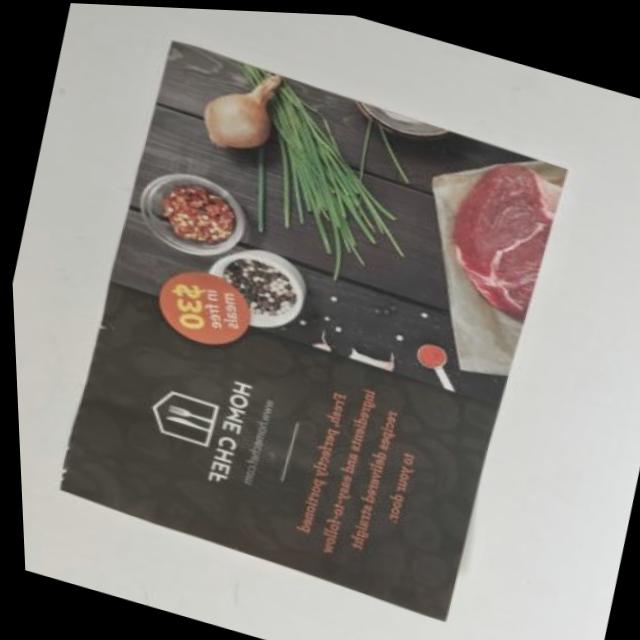 $30
in free
meals
HOME CHEF
www.homechef.com
Fresh, perfectly portioned
ingredients and easy-to-follow
recipes delivered straight
to your door.